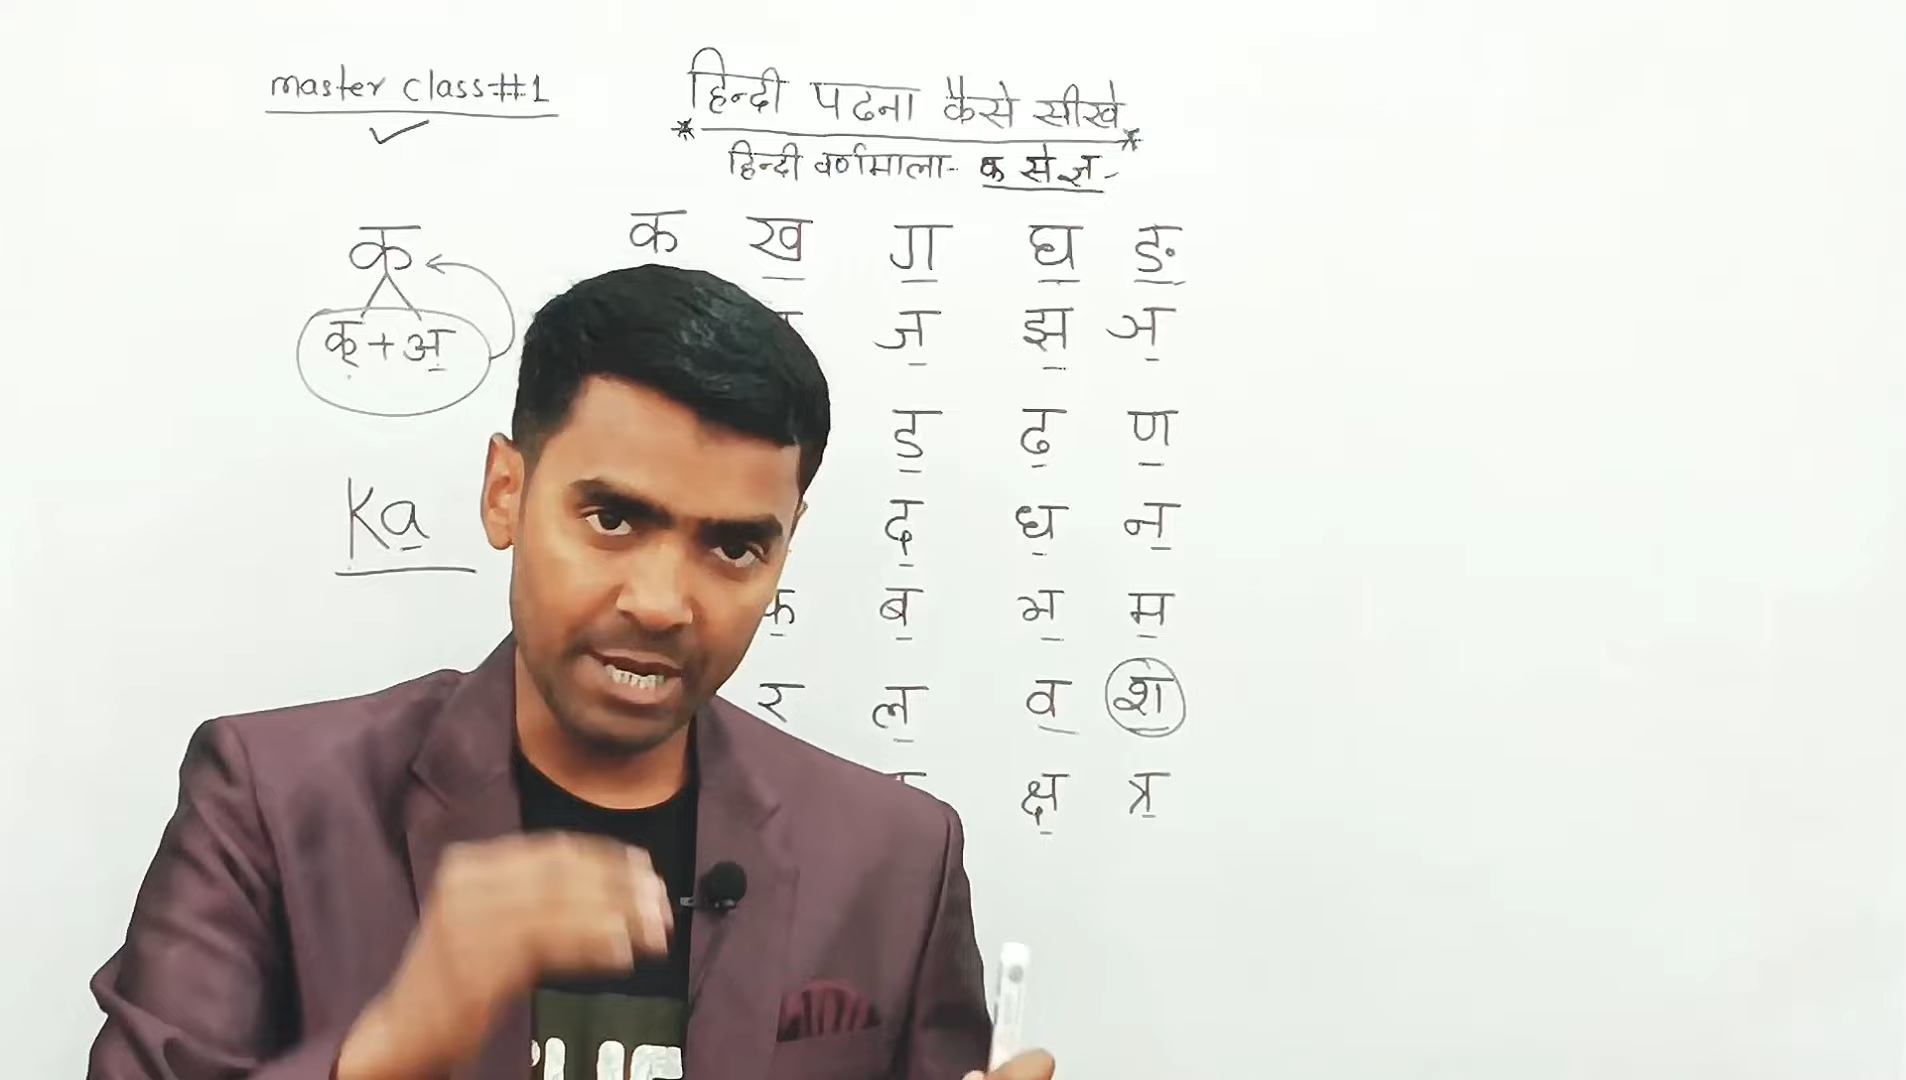 master class#1
हिन्दी पढना कैसे सीखे
हिन्दी वर्णमाला- क से ज्ञ-
क
क् + अ
Ka
क ख ग घ ङ
ज झ ञ
ड ढ ण
द ध न
ब भ म
र ल व श
क्ष त्र